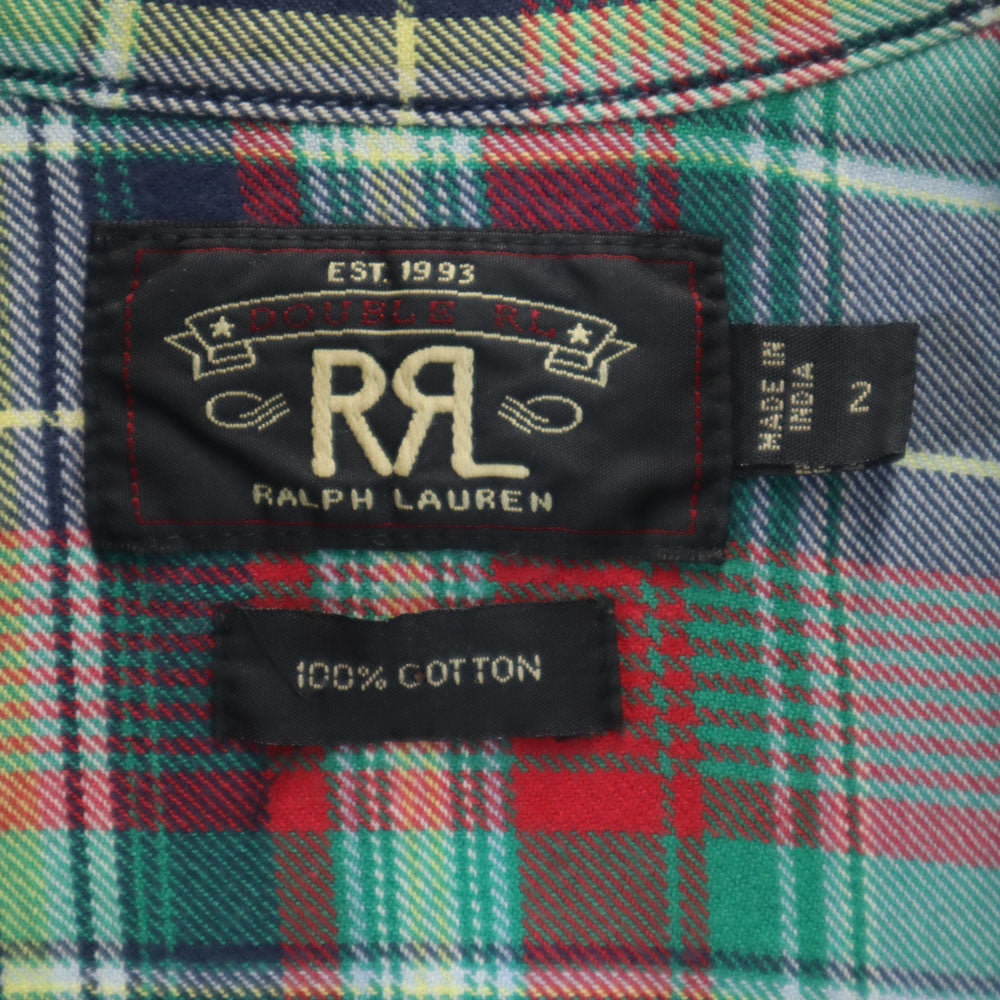 EST. 1993
DOUBLE RL
RRL
RALPH LAUREN
MADE IN
INDIA
2
100% COTTON